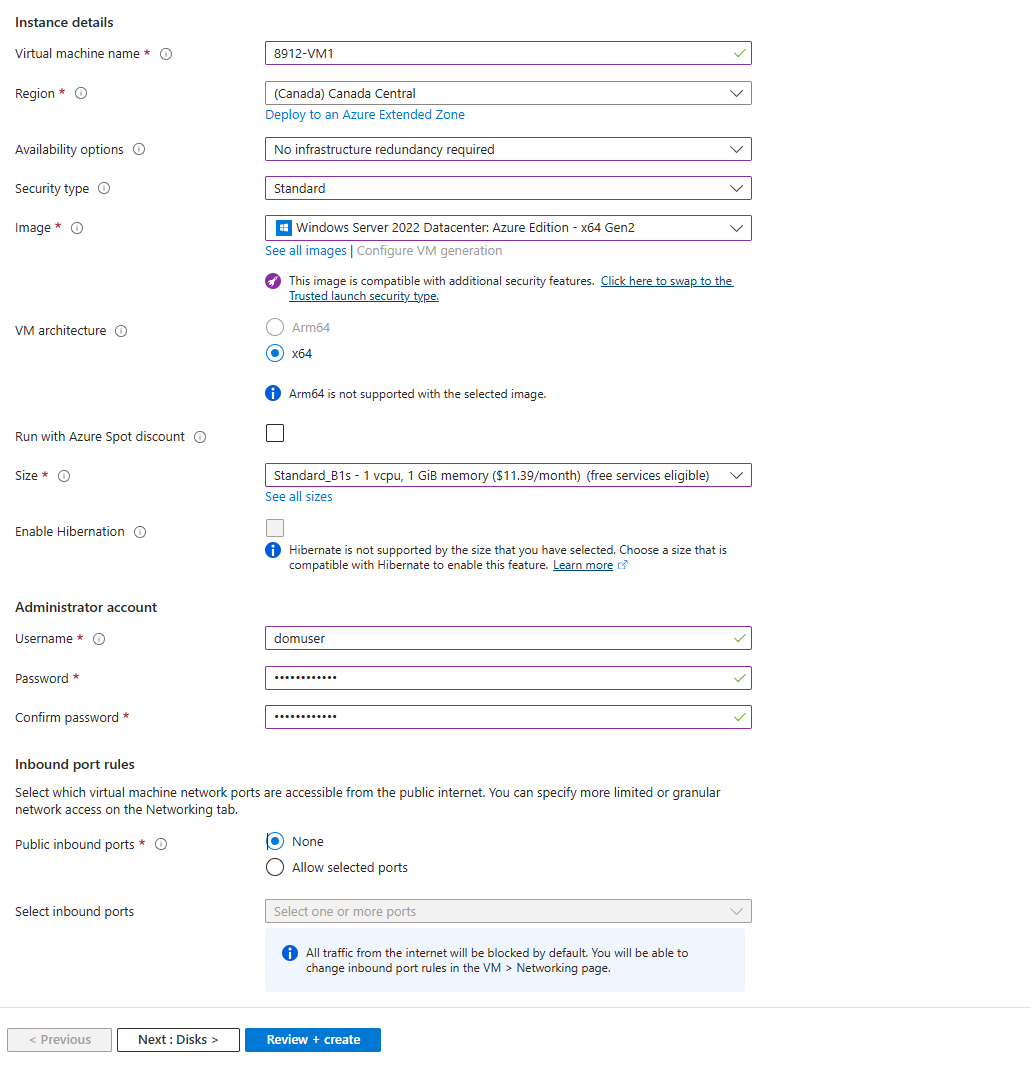 Instance details
Virtual machine name *
8912-VM1
Region *
(Canada) Canada Central
Deploy to an Azure Extended Zone
Availability options
No infrastructure redundancy required
Security type
Standard
Image *
Windows Server 2022 Datacenter: Azure Edition - x64 Gen2
See all images | Configure VM generation
This image is compatible with additional security features. Click here to swap to the
Trusted launch security type.
VM architecture
Arm64
x64
Arm64 is not supported with the selected image.
Run with Azure Spot discount
Size *
Standard_B1s - 1 vcpu, 1 GiB memory ($11.39/month) (free services eligible)
See all sizes
Enable Hibernation
Hibernate is not supported by the size that you have selected. Choose a size that is
compatible with Hibernate to enable this feature. Learn more
Administrator account
Username *
domuser
Password *
••••••••••••
Confirm password *
••••••••••••
Inbound port rules
Select which virtual machine network ports are accessible from the public internet. You can specify more limited or granular
network access on the Networking tab.
Public inbound ports *
None
Allow selected ports
Select inbound ports
Select one or more ports
All traffic from the internet will be blocked by default. You will be able to
change inbound port rules in the VM > Networking page.
< Previous
Next : Disks >
Review + create